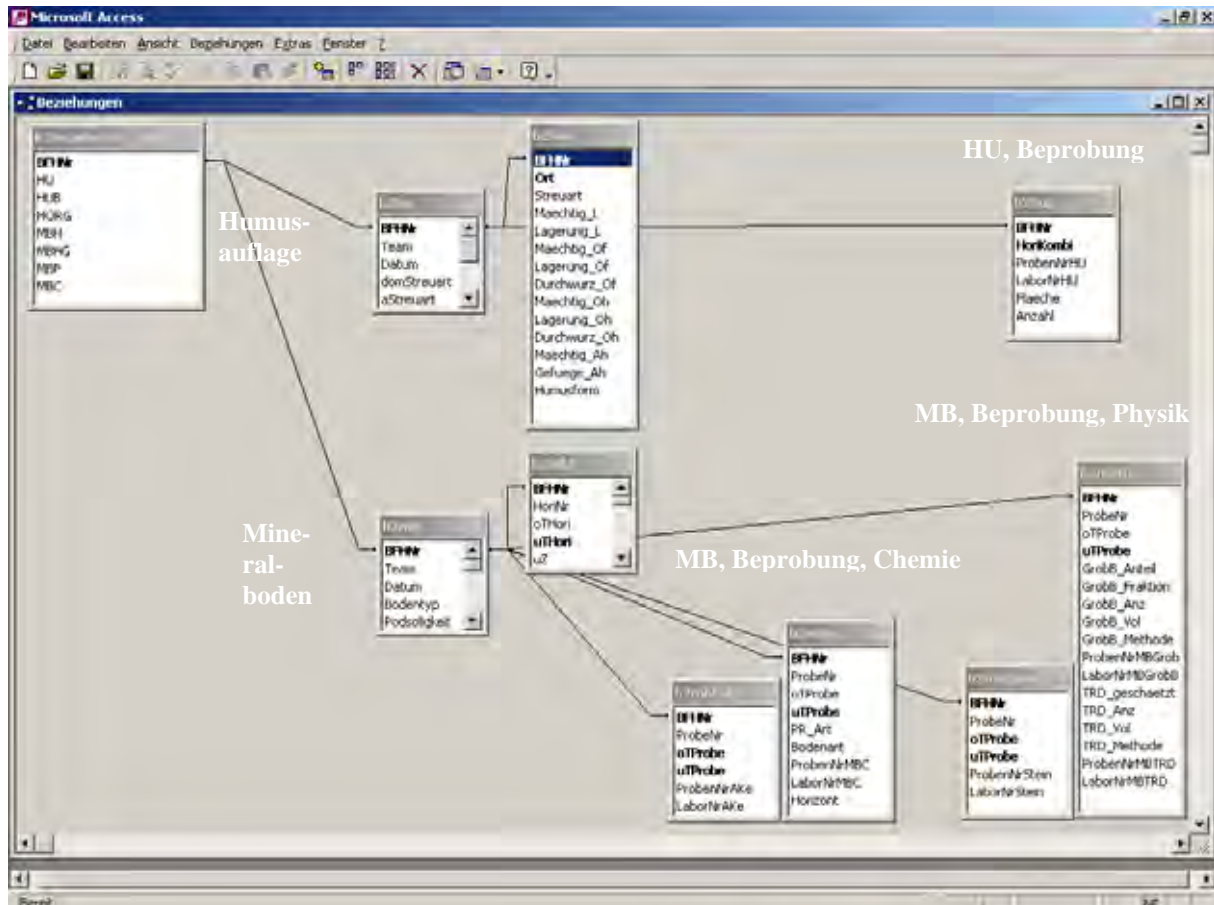 Microsoft Access
Datei Bearbeiten Ansicht Beziehungen Extras Fenster ?
Beziehungen
BFHNr
HU
HUB
MBH
MBP
MBC
Humus-
auflage
BFHNr
Team
Datum
domStreuart
aStreuart
BFHNr
Ort
Streuart
Maechtig_L
Lagerung_L
Maechtig_Of
Lagerung_Of
Durchwurz_Of
Maechtig_Oh
Lagerung_Oh
Durchwurz_Oh
Maechtig_Ah
Gefuege_Ah
Humusform
HU, Beprobung
BFHNr
HoriKombi
ProbenNrHU
LaborNrHU
Flaeche
Anzahl
Mine-
ral-
boden
BFHNr
Team
Datum
Bodentyp
Podsoligkeit
BFHNr
HoriNr
oTHori
uTHori
MB, Beprobung, Chemie
BFHNr
ProbeNr
oTProbe
uTProbe
ProbenNrAKe
LaborNrAKe
BFHNr
ProbeNr
oTProbe
uTProbe
PR_Art
Bodenart
ProbenNrMBC
LaborNrMBC
Horizont
BFHNr
ProbeNr
oTProbe
uTProbe
ProbenNrStein
LaborNrStein
MB, Beprobung, Physik
BFHNr
ProbeNr
oTProbe
uTProbe
GrobB_Anteil
GrobB_Fraktion
GrobB_Anz
GrobB_Vol
GrobB_Methode
ProbenNrMBGrob
LaborNrMBGrobB
TRD_geschaetzt
TRD_Anz
TRD_Vol
TRD_Methode
ProbenNrMBTRD
LaborNrMBTRD
Bereit